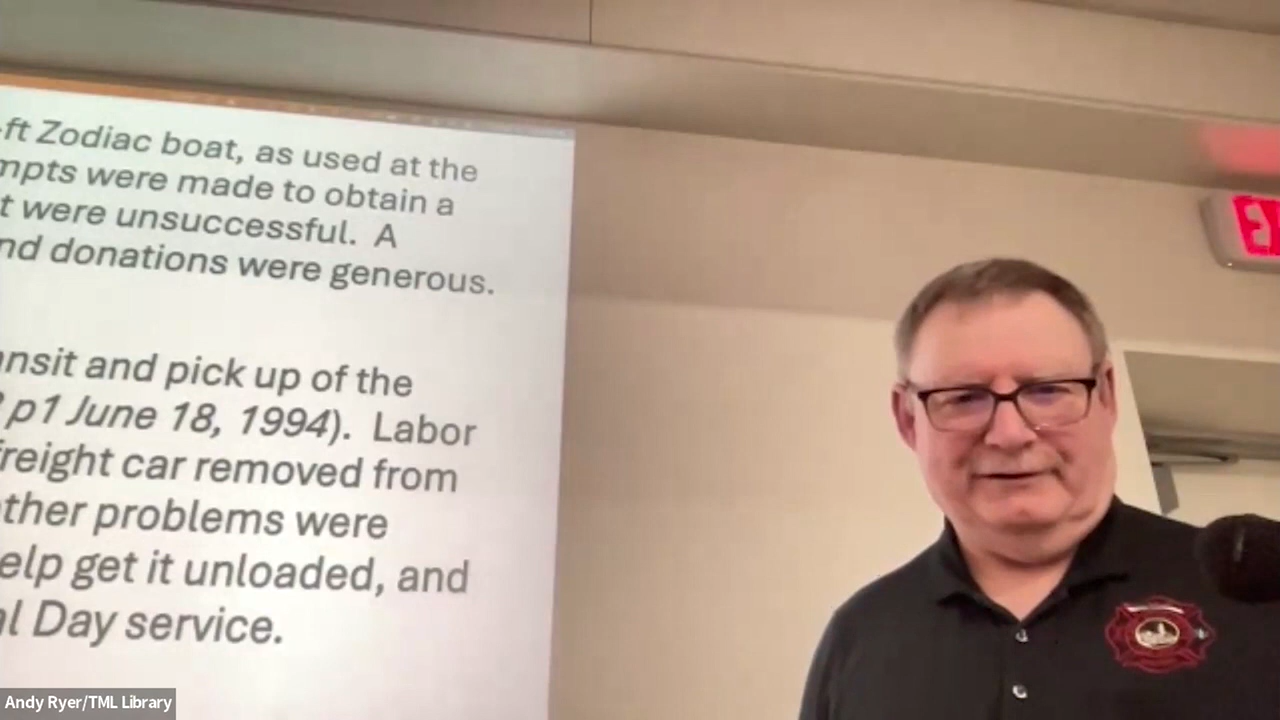 -ft Zodiac boat, as used at the
mpts were made to obtain a
t were unsuccessful. A
nd donations were generous.
ansit and pick up of the
p1 June 18, 1994). Labor
freight car removed from
ther problems were
elp get it unloaded, and
al Day service.
Andy Ryer/TML Library